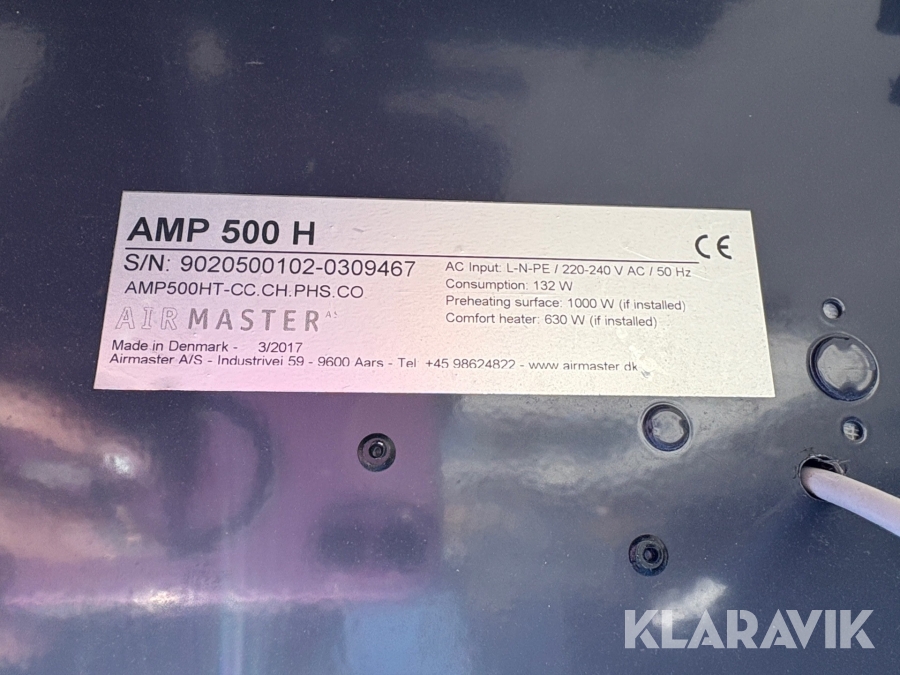 AMP 500 H
CE
S/N: 9020500102-0309467
AMP500HT-CC.CH.PHS.CO
AIRMASTER AS
AC Input: L-N-PE / 220-240 V AC / 50 Hz
Consumption: 132 W
Preheating surface: 1000 W (if installed)
Comfort heater: 630 W (if installed)
Made in Denmark - 3/2017
Airmaster A/S - Industrivej 59 - 9600 Aars - Tel. +45 98624822 - www.airmaster.dk
KLARAVIK